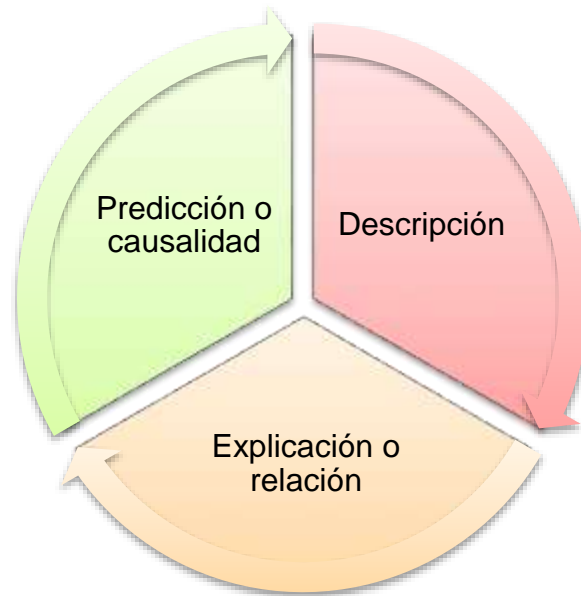 Predicción o
causalidad
Descripción
Explicación o
relación